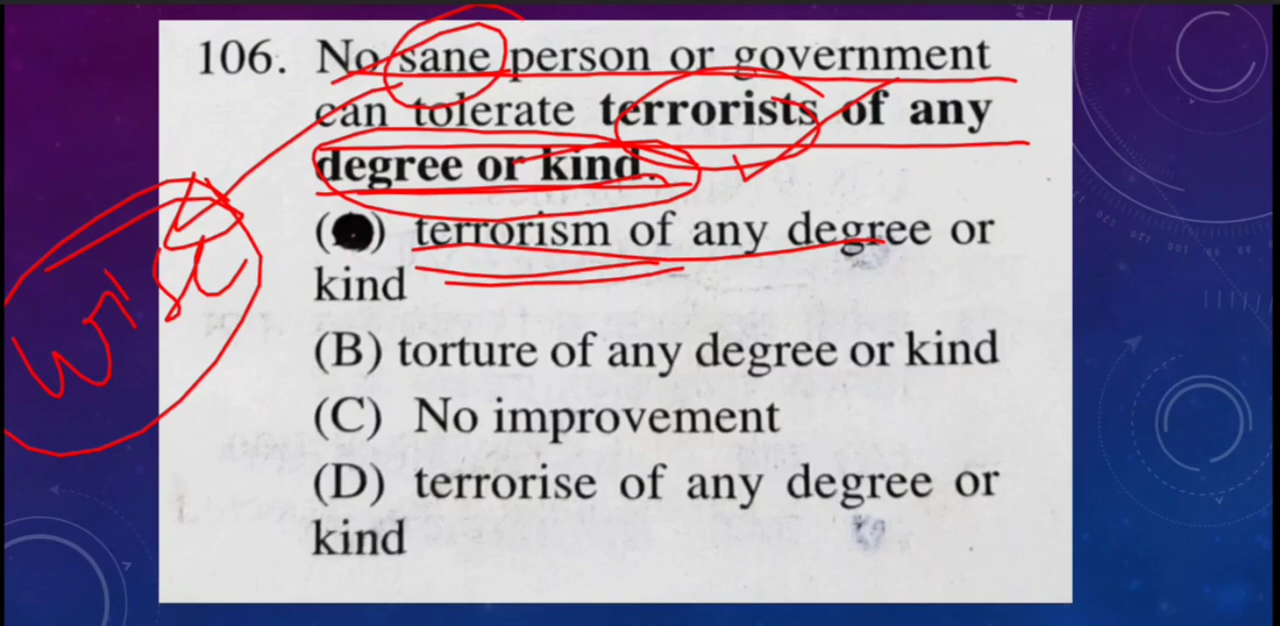 106. No sane person or government
can tolerate terrorists of any
degree or kind.
( ) terrorism of any degree or
kind
(B) torture of any degree or kind
(C) No improvement
(D) terrorise of any degree or
kind
wise